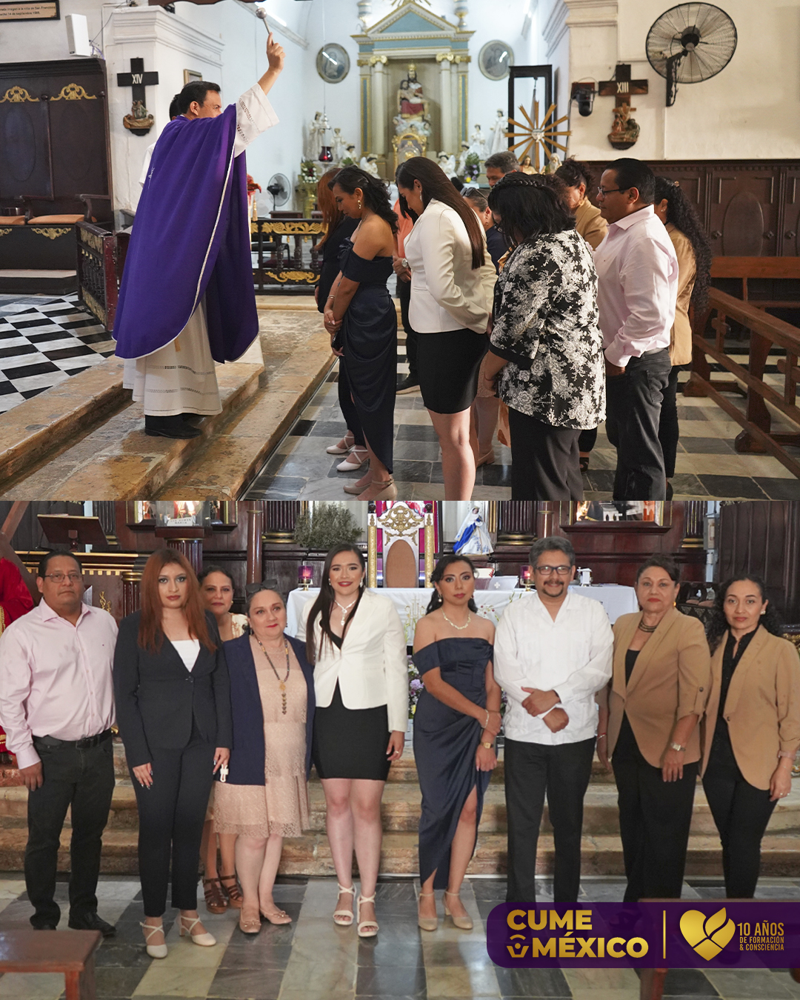 XIV
XIII
CUME
MÉXICO
10 AÑOS
DE FORMACIÓN
& CONSCIENCIA